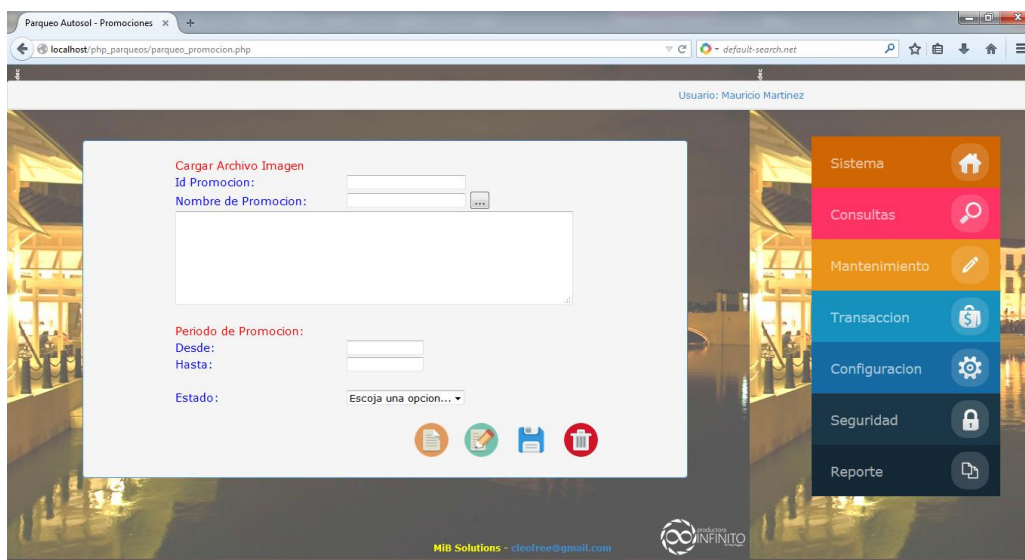 Parqueo Autosol - Promociones
localhost/php_parqueos/parqueo_promocion.php
default-search.net
dec
dec
Usuario: Mauricio Martinez
Cargar Archivo Imagen
Id Promocion:
Nombre de Promocion:
...
Periodo de Promocion:
Desde:
Hasta:
Estado:
Escoja una opcion...
Sistema
Consultas
Mantenimiento
Transaccion
Configuracion
Seguridad
Reporte
productora
INFINITO
MiB Solutions - cleofree@gmail.com